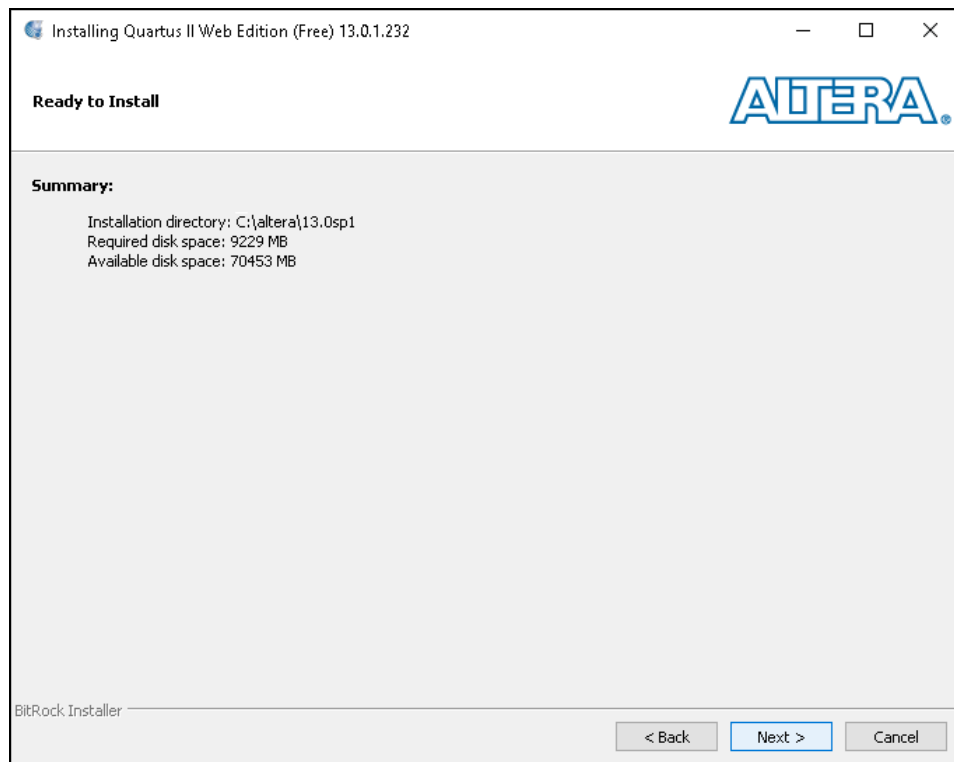 Installing Quartus II Web Edition (Free) 13.0.1.232
Ready to Install
ALTERA®
Summary:
Installation directory: C:\altera\13.0sp1
Required disk space: 9229 MB
Available disk space: 70453 MB
BitRock Installer
< Back
Next >
Cancel